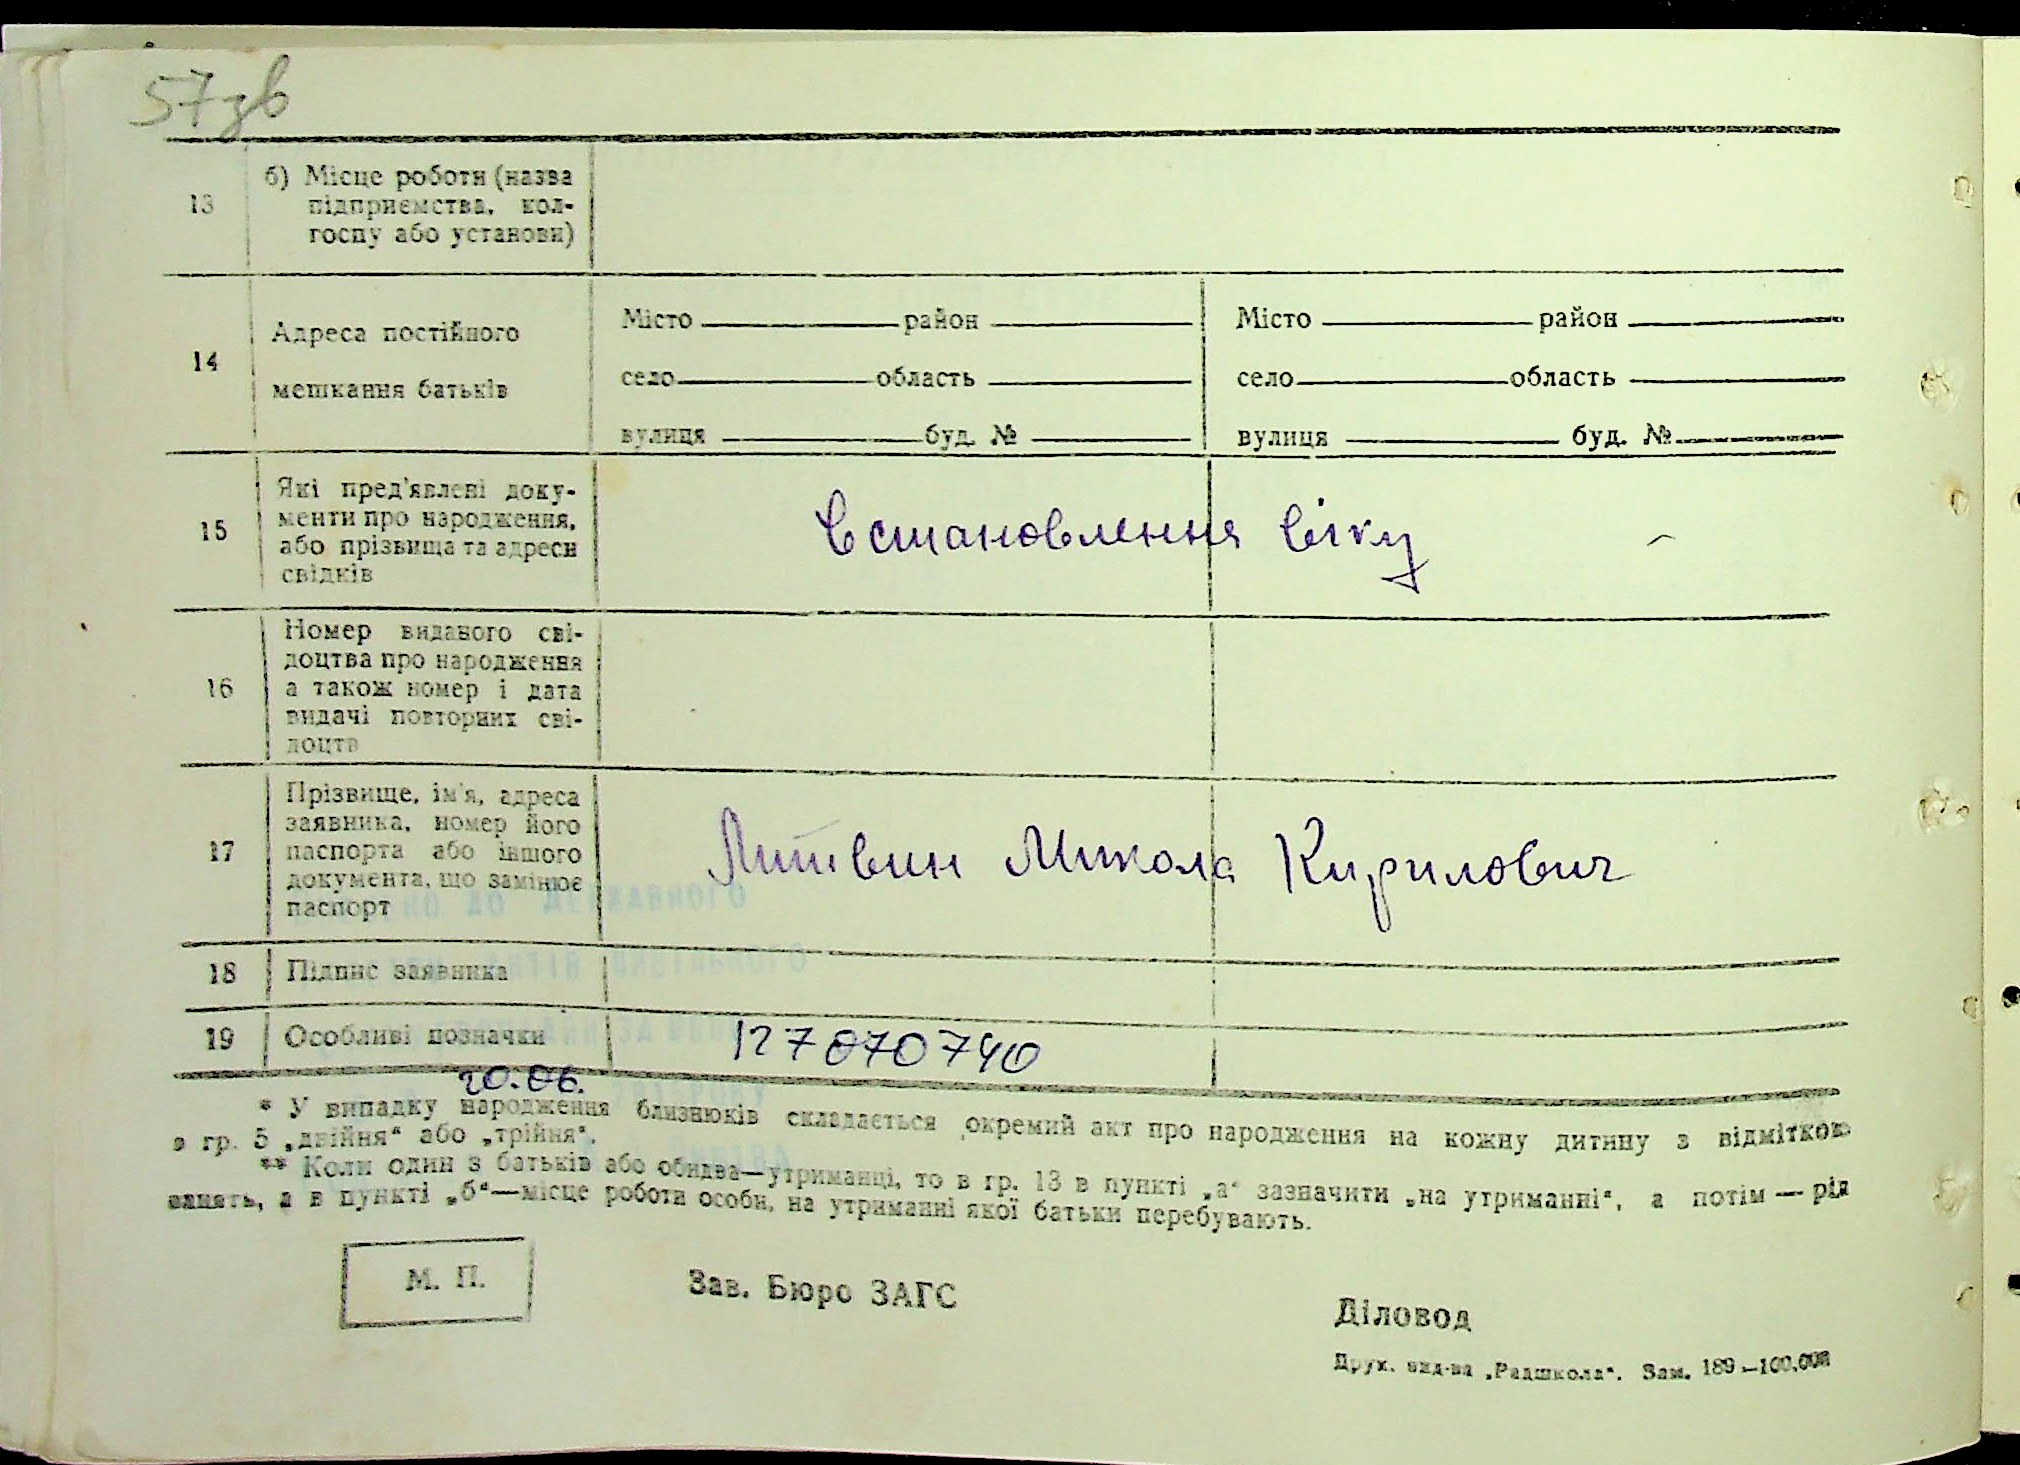 57зв
13
б) Місце роботи (назва
підприємства, кол-
госпу або установи)
14
Адреса постійного
мешкання батьків
Місто район
село область
вулиця буд. №
Місто район
село область
вулиця буд. №
15
Які пред'явлені доку-
менти про народження,
або прізвища та адреси
свідків
Встановлення віку
16
Номер виданого сві-
доцтва про народження
а також номер і дата
видачі повторних сві-
доцтв
17
Прізвище, ім'я, адреса
заявника, номер його
паспорта або іншого
документа, що замінює
паспорт
Литвин Микола Кирилович
18
Підпис заявника
19
Особливі позначки
127070740
20.06.
* У випадку народження близнюків складається окремий акт про народження на кожну дитину з відміткою
в гр. 5 „двійня“ або „трійня“.
** Коли один з батьків або обидва—утриманці, то в гр. 13 в пункті „а“ зазначити „на утриманні“, а потім — рід
занять, а в пункті „б“—місце роботи особи, на утриманні якої батьки перебувають.
М. П.
Зав. Бюро ЗАГС
Діловод
Друк. вид-ва „Радшкола“. Зам. 189—100.000